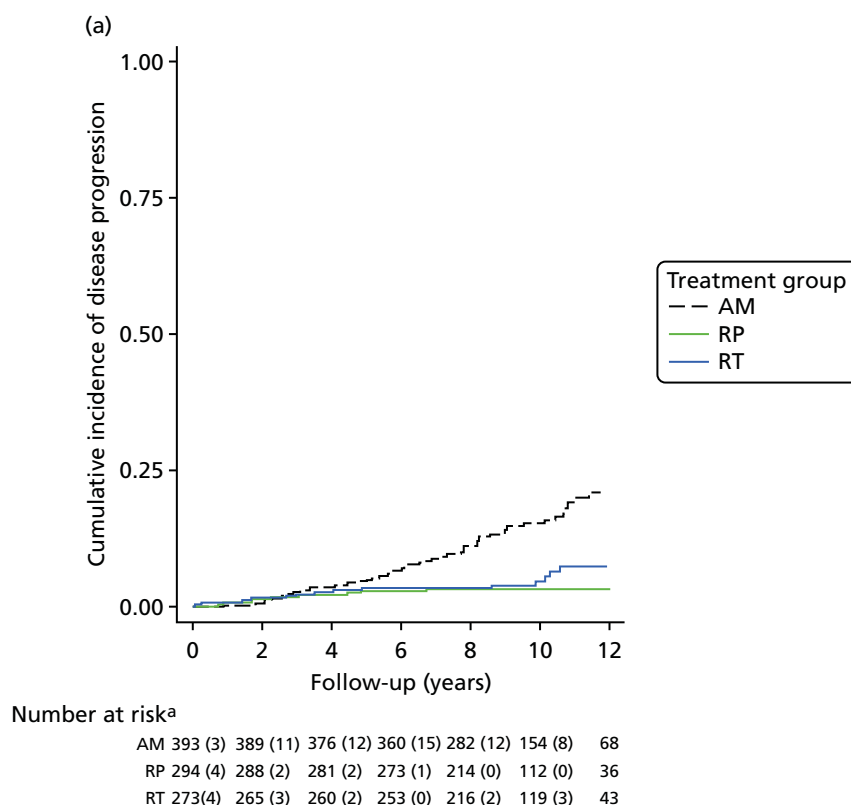 (a)
1.00
0.75
0.50
0.25
0.00
Cumulative incidence of disease progression
0 2 4 6 8 10 12
Follow-up (years)
Treatment group
AM
RP
RT
Number at riskᵃ
AM 393 (3) 389 (11) 376 (12) 360 (15) 282 (12) 154 (8) 68
RP 294 (4) 288 (2) 281 (2) 273 (1) 214 (0) 112 (0) 36
RT 273(4) 265 (3) 260 (2) 253 (0) 216 (2) 119 (3) 43